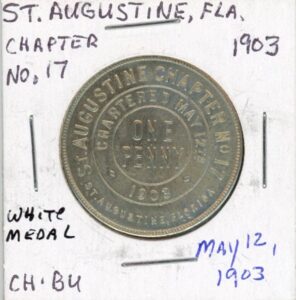 ST. AUGUSTINE, FLA.
CHAPTER
1903
NO. 17
ST. AUGUSTINE CHAPTER No 17
CHARTERED MAY 12TH
ONE
PENNY
1903
ST. AUGUSTINE, FLORIDA
WHITE
MEDAL
MAY 12,
1903
CH. BU